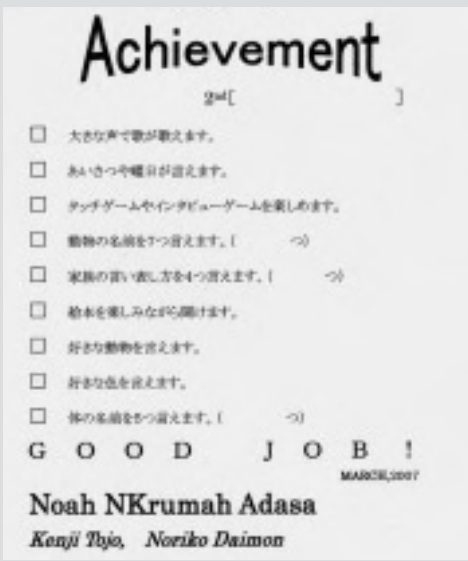 Achievement
2nd[ ]
□ 大きな声で歌が歌えます。
□ あいさつや曜日が言えます。
□ タッチゲームやインタビューゲームを楽しめます。
□ 動物の名前を7つ言えます。( つ)
□ 家族の言い表し方を4つ言えます。( つ)
□ 絵本を楽しみながら聞けます。
□ 好きな動物を言えます。
□ 好きな色を言えます。
□ 体の名前を8つ言えます。( つ)
GOOD JOB!
MARCH,2007
Noah NKrumah Adasa
Kenji Tojo, Noriko Daimon